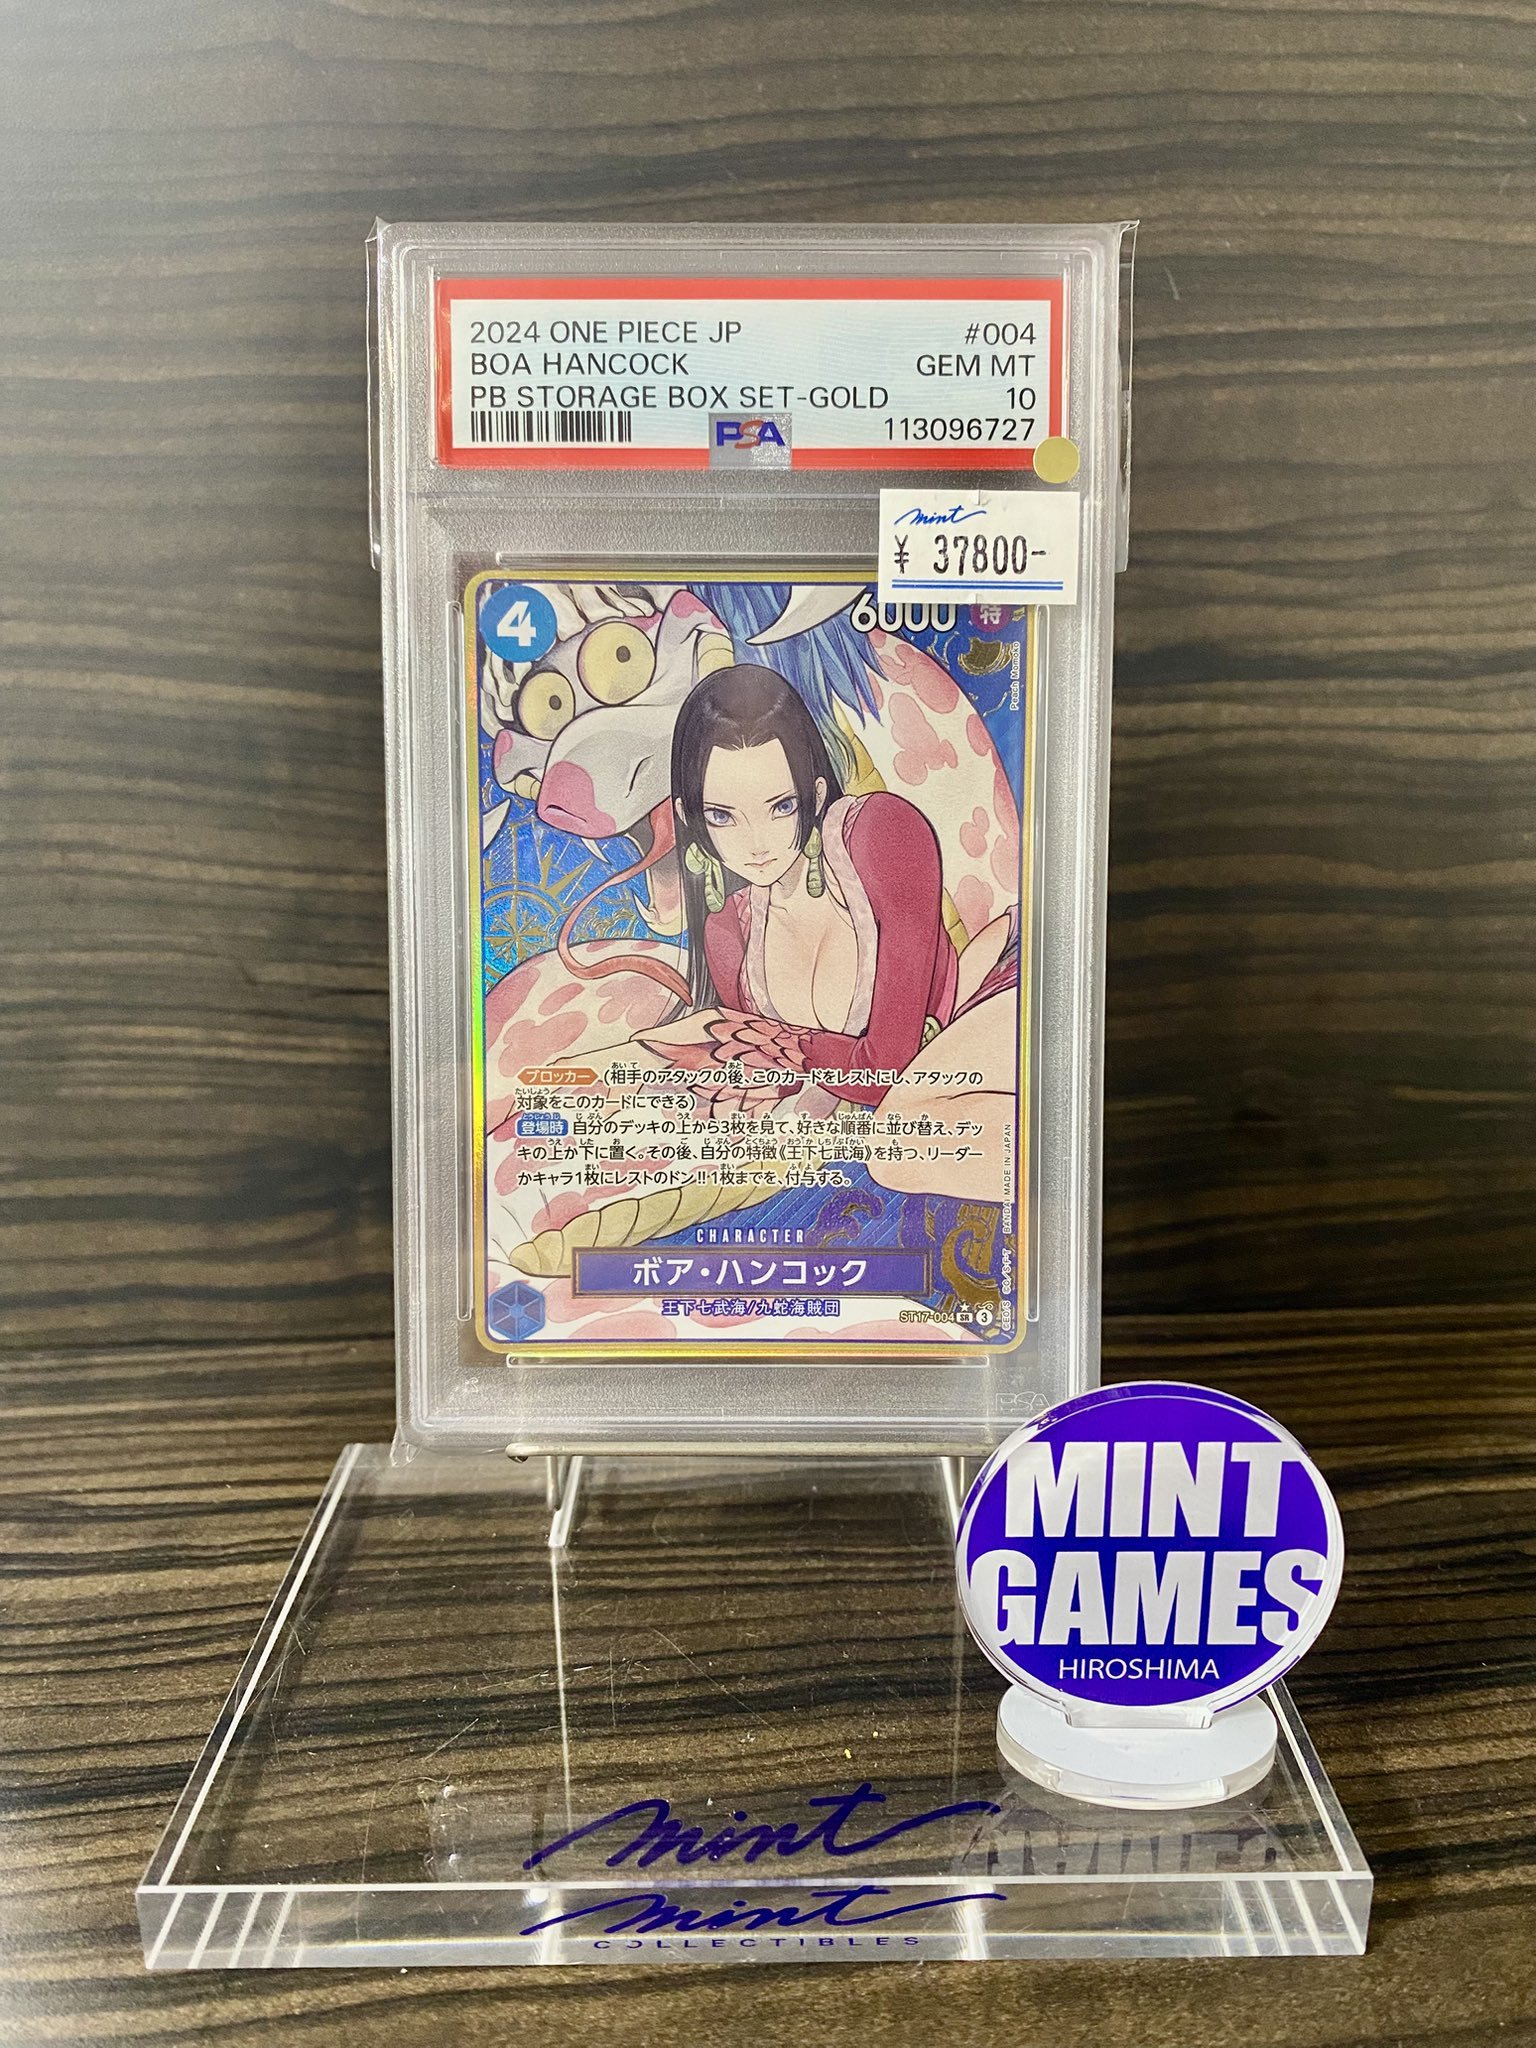 2024 ONE PIECE JP #004
BOA HANCOCK GEM MT
PB STORAGE BOX SET-GOLD 10
PSA 113096727
mint
¥ 37800-
4 6000 特
Peach Momoko
ブロッカー (相手のアタックの後、このカードをレストにし、アタックの
対象をこのカードにできる)
登場時 自分のデッキの上から3枚を見て、好きな順番に並び替え、デッ
キの上か下に置く。その後、自分の特徴《王下七武海》を持つ、リーダー
かキャラ1枚にレストのドン!!1枚までを、付与する。
CHARACTER
ボア・ハンコック
王下七武海/九蛇海賊団
ST17-004 SR 3
BANDAI MADE IN JAPAN
PSA
MINT
GAMES
HIROSHIMA
mint
mint
COLLECTIBLES